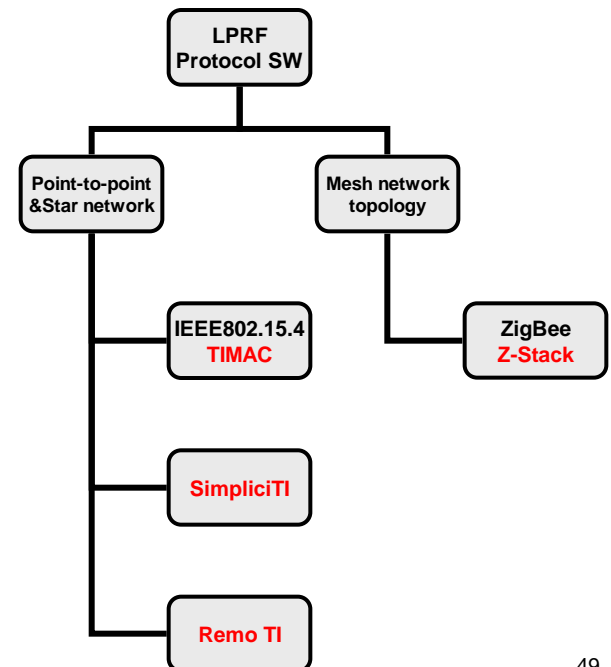 LPRF
Protocol SW
Point-to-point
&Star network
Mesh network
topology
IEEE802.15.4
TIMAC
ZigBee
Z-Stack
SimpliciTI
Remo TI
49